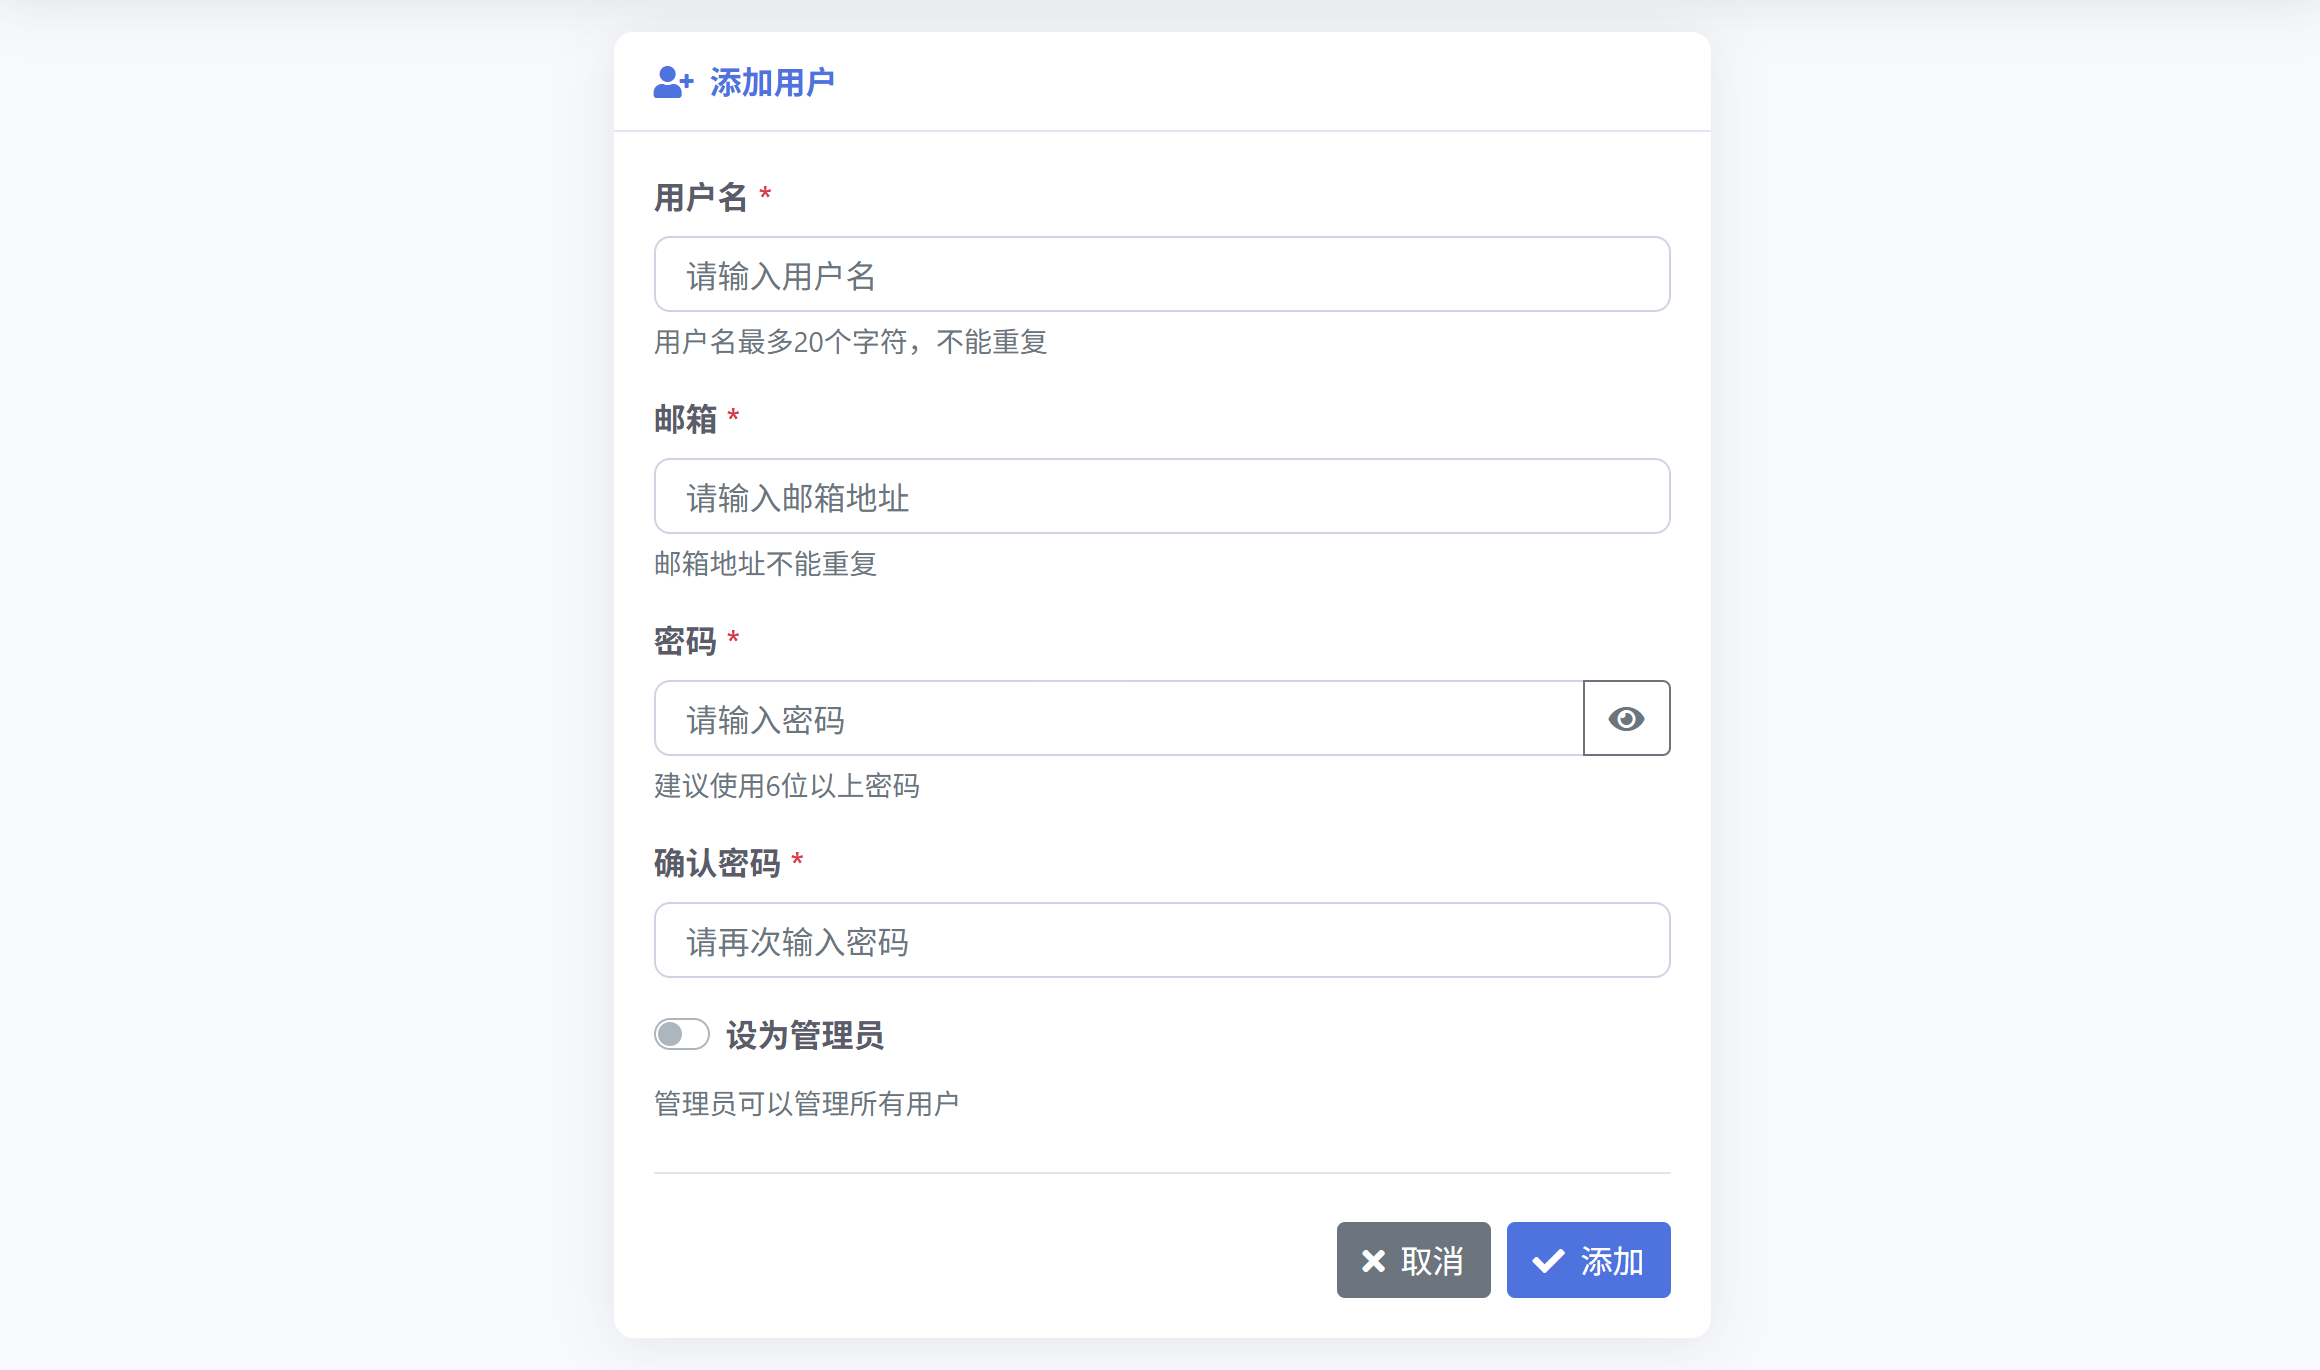 添加用户
用户名 *
请输入用户名
用户名最多20个字符，不能重复
邮箱 *
请输入邮箱地址
邮箱地址不能重复
密码 *
请输入密码
建议使用6位以上密码
确认密码 *
请再次输入密码
设为管理员
管理员可以管理所有用户
取消
添加